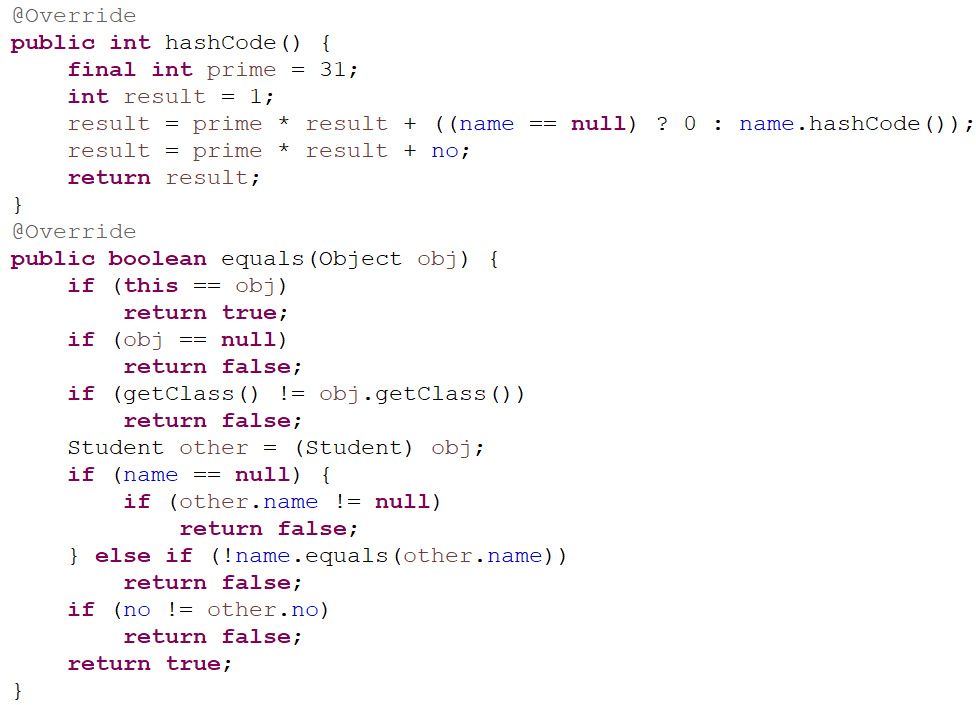 @Override
public int hashCode() {
    final int prime = 31;
    int result = 1;
    result = prime * result + ((name == null) ? 0 : name.hashCode());
    result = prime * result + no;
    return result;
}
@Override
public boolean equals(Object obj) {
    if (this == obj)
        return true;
    if (obj == null)
        return false;
    if (getClass() != obj.getClass())
        return false;
    Student other = (Student) obj;
    if (name == null) {
        if (other.name != null)
            return false;
    } else if (!name.equals(other.name))
        return false;
    if (no != other.no)
        return false;
    return true;
}